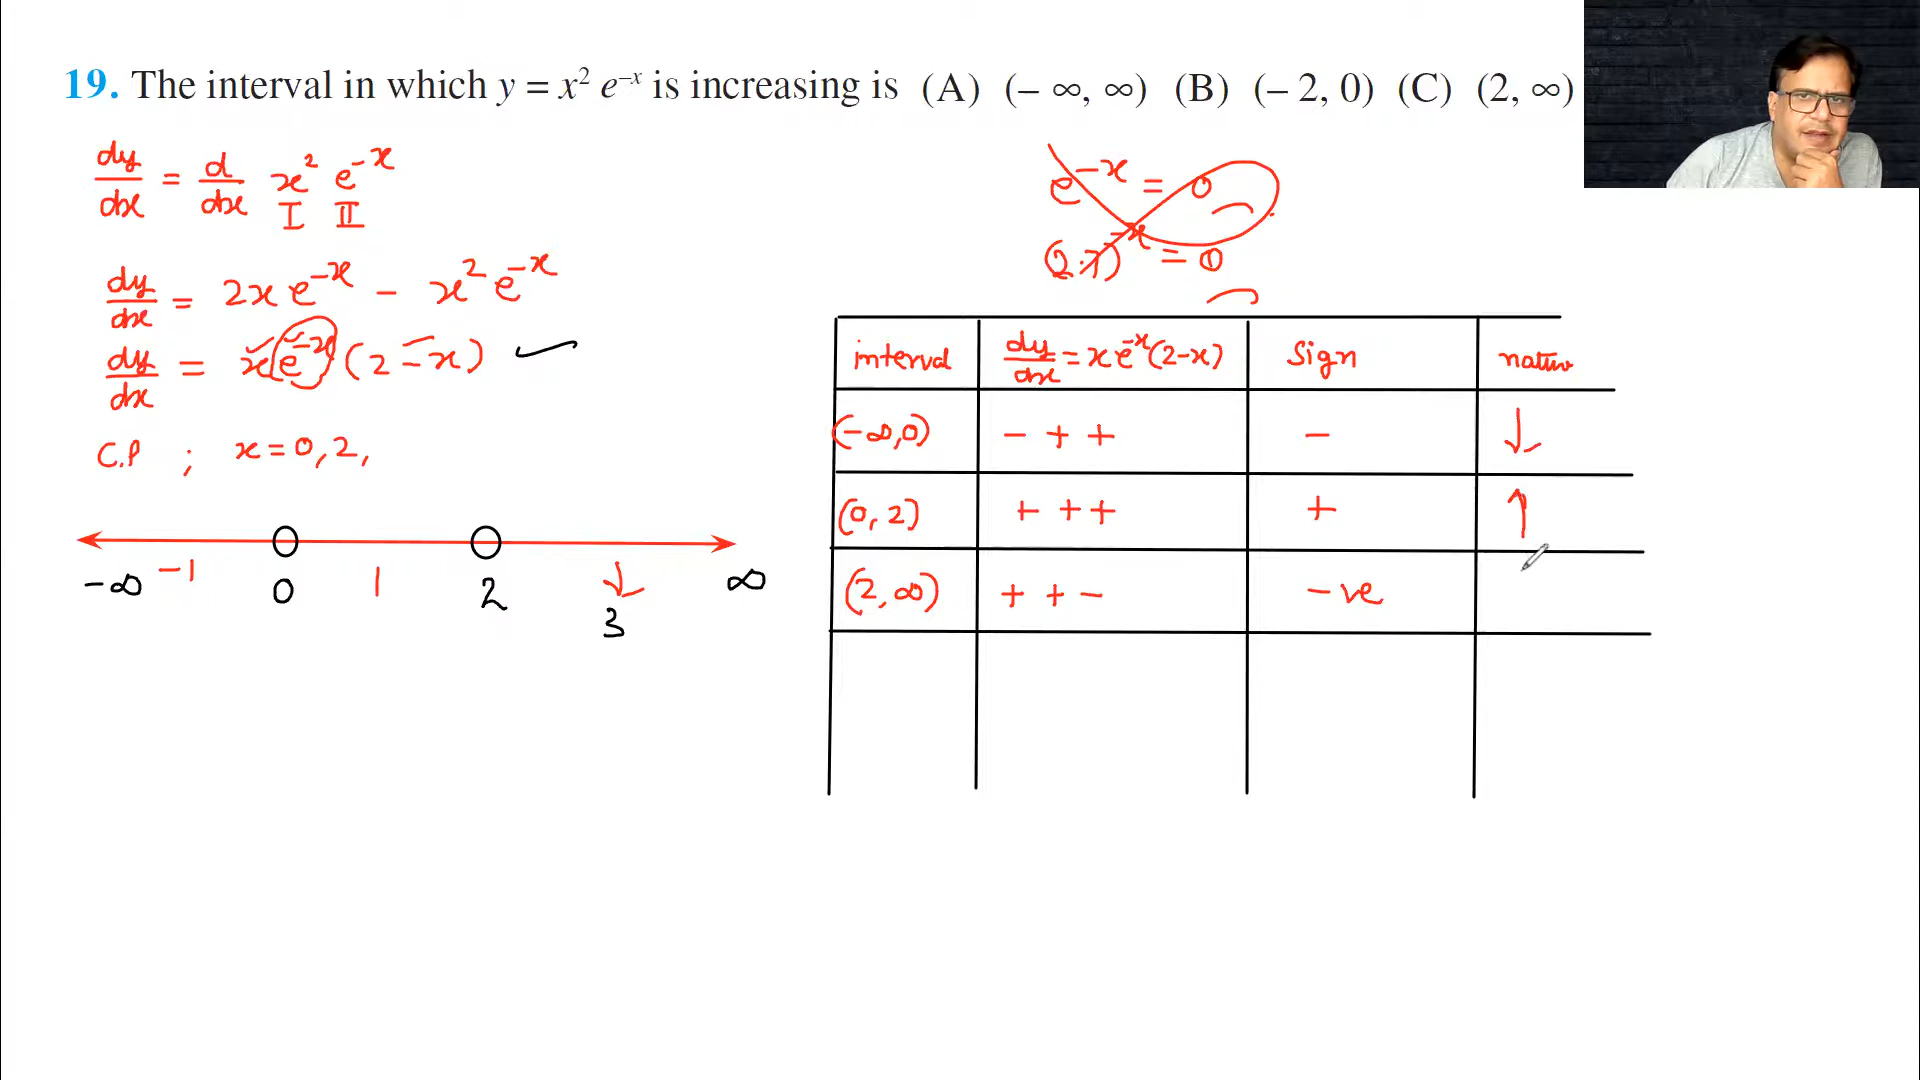 19. The interval in which y = x² e⁻ˣ is increasing is (A) (– ∞, ∞) (B) (– 2, 0) (C) (2, ∞)
dy/dx = d/dx x² e⁻ˣ
I II
dy/dx = 2x e⁻ˣ – x² e⁻ˣ
dy/dx = x e⁻ˣ (2 – x)
C.P ; x = 0, 2,
–∞ –1 0 1 2 ↓ 3 ∞
e⁻ˣ = 0
(2.7)⁻ˣ = 0
interval dy/dx = x e⁻ˣ (2-x) Sign
(-∞,0) – + + – ↓
(0, 2) + + + + ↑
(2, ∞) + + – –ve